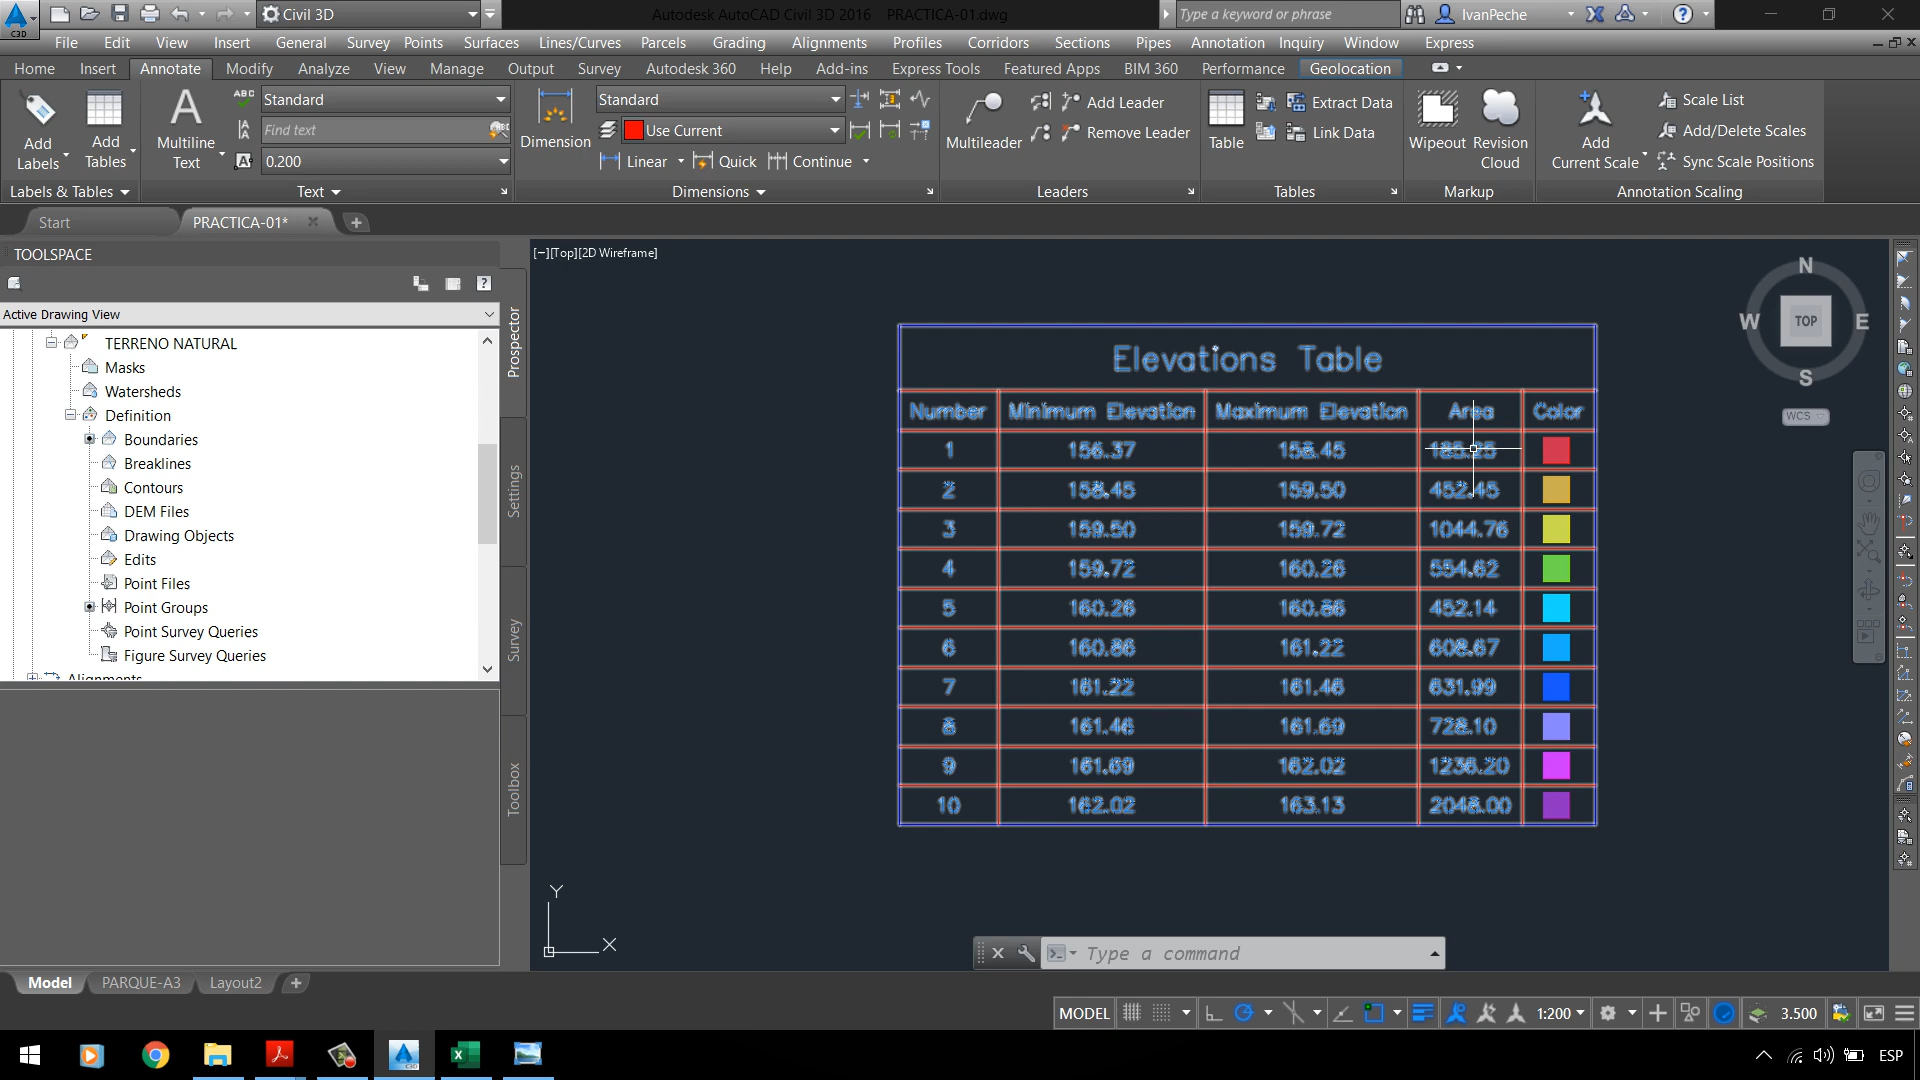 C3D
Civil 3D
Autodesk AutoCAD Civil 3D 2016 PRACTICA-01.dwg
Type a keyword or phrase
IvanPeche
File Edit View Insert General Survey Points Surfaces Lines/Curves Parcels Grading Alignments Profiles Corridors Sections Pipes Annotation Inquiry Window Express
Home Insert Annotate Modify Analyze View Manage Output Survey Autodesk 360 Help Add-ins Express Tools Featured Apps BIM 360 Performance Geolocation
Add Labels
Add Tables
Labels & Tables
Multiline Text
ABC
Standard
Find text
0.200
Text
Dimension
Standard
Use Current
Linear Quick Continue
Dimensions
Multileader
Add Leader
Remove Leader
Leaders
Table
Extract Data
Link Data
Tables
Wipeout
Revision Cloud
Markup
Add Current Scale
Scale List
Add/Delete Scales
Sync Scale Positions
Annotation Scaling
Start
PRACTICA-01*
TOOLSPACE
Active Drawing View
TERRENO NATURAL
Masks
Watersheds
Definition
Boundaries
Breaklines
Contours
DEM Files
Drawing Objects
Edits
Point Files
Point Groups
Point Survey Queries
Figure Survey Queries
Alignments
Prospector
Settings
Survey
Toolbox
[−][Top][2D Wireframe]
Elevations Table
Number Minimum Elevation Maximum Elevation Area Color
1 156.37 158.45
2 158.45 159.50 452.45
3 159.50 159.72 1044.76
4 159.72 160.26 554.62
5 160.26 160.86 452.14
6 160.86 161.22 608.67
7 161.22 161.46 631.99
8 161.46 161.69 728.10
9 161.69 162.02 1236.20
10 162.02 163.13 2048.00
N
W TOP E
S
WCS
Y
X
Type a command
Model PARQUE-A3 Layout2
MODEL 1:200 3.500
ESP